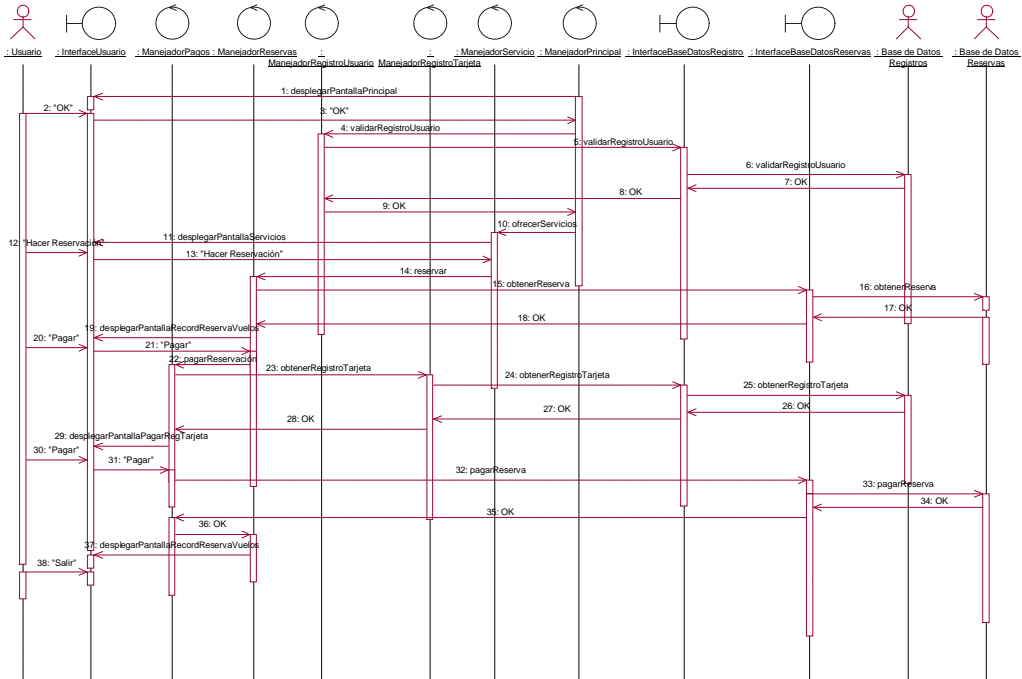 : Usuario
: InterfaceUsuario
: ManejadorPagos
: ManejadorReservas
:
ManejadorRegistroUsuario
:
ManejadorRegistroTarjeta
: ManejadorServicio
: ManejadorPrincipal
: InterfaceBaseDatosRegistro
: InterfaceBaseDatosReservas
: Base de Datos
Registros
: Base de Datos
Reservas
1: desplegarPantallaPrincipal
2: "OK"
3: "OK"
4: validarRegistroUsuario
5: validarRegistroUsuario
6: validarRegistroUsuario
7: OK
8: OK
9: OK
10: ofrecerServicios
11: desplegarPantallaServicios
12: "Hacer Reservación"
13: "Hacer Reservación"
14: reservar
15: obtenerReserva
16: obtenerReserva
17: OK
18: OK
19: desplegarPantallaRecordReservaVuelos
20: "Pagar"
21: "Pagar"
22: pagarReservación
23: obtenerRegistroTarjeta
24: obtenerRegistroTarjeta
25: obtenerRegistroTarjeta
26: OK
27: OK
28: OK
29: desplegarPantallaPagarRegTarjeta
30: "Pagar"
31: "Pagar"
32: pagarReserva
33: pagarReserva
34: OK
35: OK
36: OK
37: desplegarPantallaRecordReservaVuelos
38: "Salir"